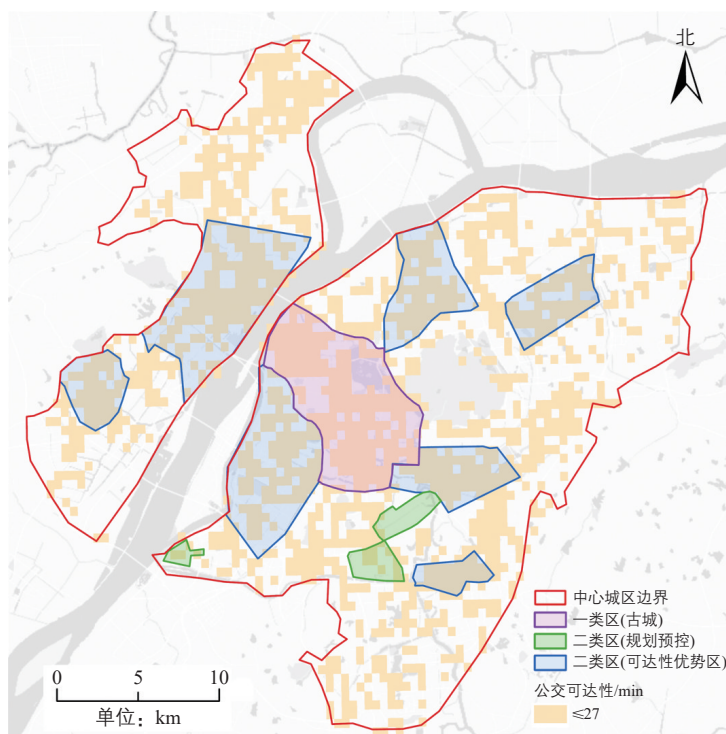 北
中心城区边界
一类区(古城)
二类区(规划预控)
二类区(可达性优势区)
公交可达性/min
≤27
0 5 10
单位：km